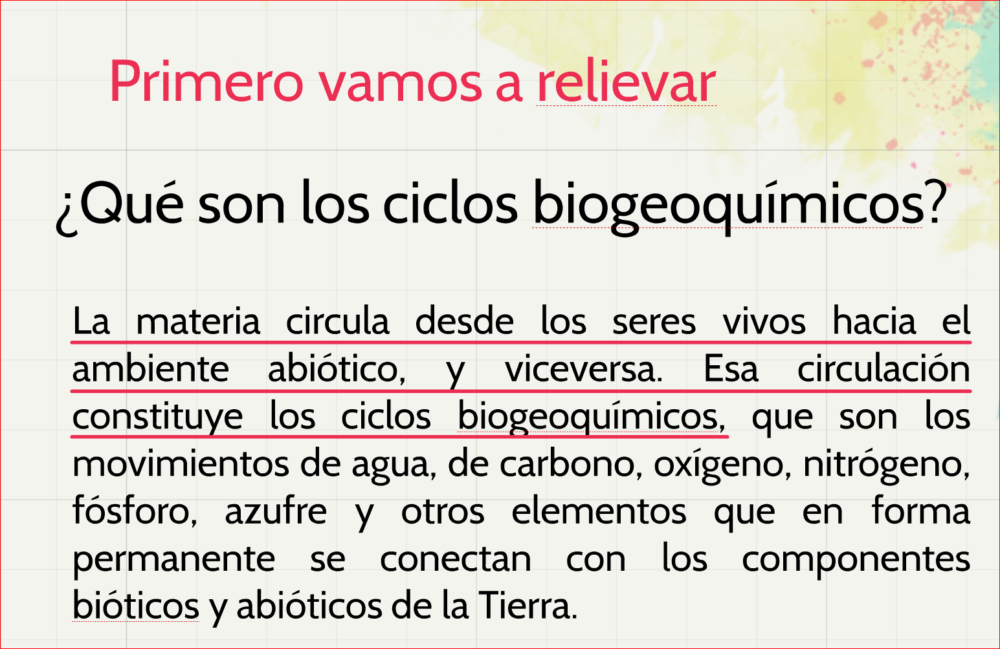 Primero vamos a relievar
¿Qué son los ciclos biogeoquímicos?
La materia circula desde los seres vivos hacia el
ambiente abiótico, y viceversa. Esa circulación
constituye los ciclos biogeoquímicos, que son los
movimientos de agua, de carbono, oxígeno, nitrógeno,
fósforo, azufre y otros elementos que en forma
permanente se conectan con los componentes
bióticos y abióticos de la Tierra.